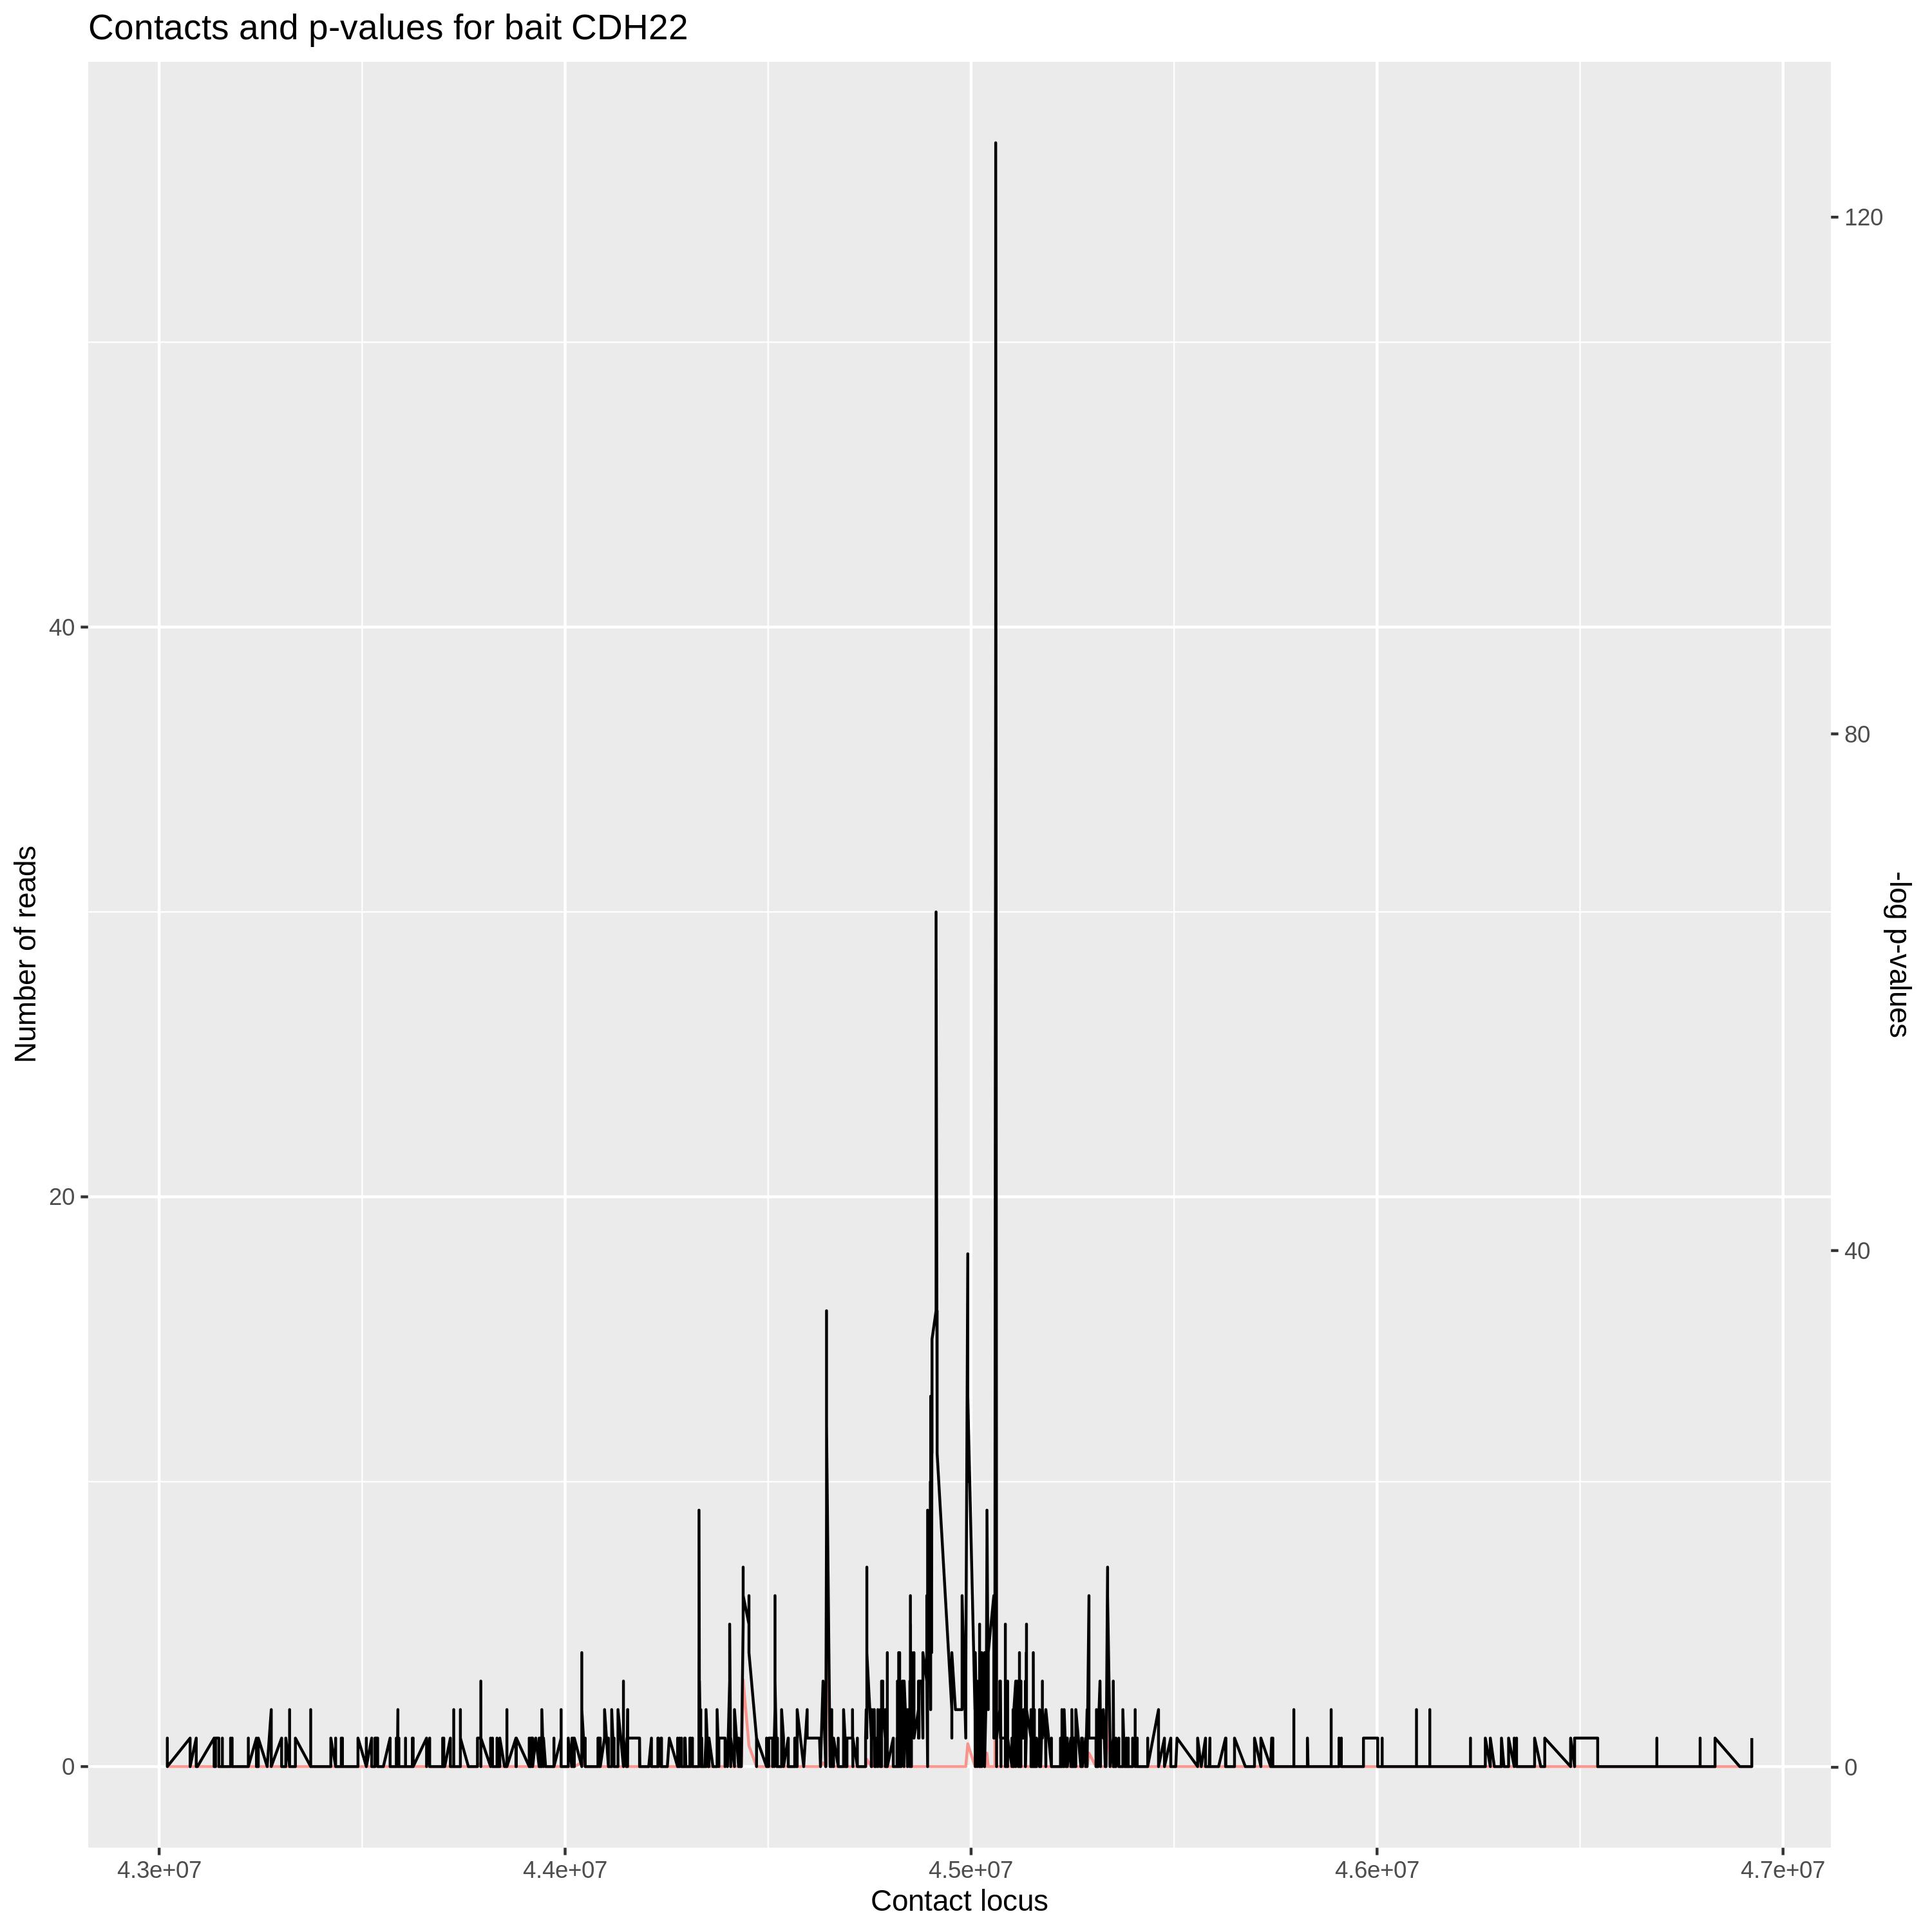 Contacts and p-values for bait CDH22
120
40
80
Number of reads
-log p-values
20
40
0
0
4.3e+07
4.4e+07
4.5e+07
4.6e+07
4.7e+07
Contact locus